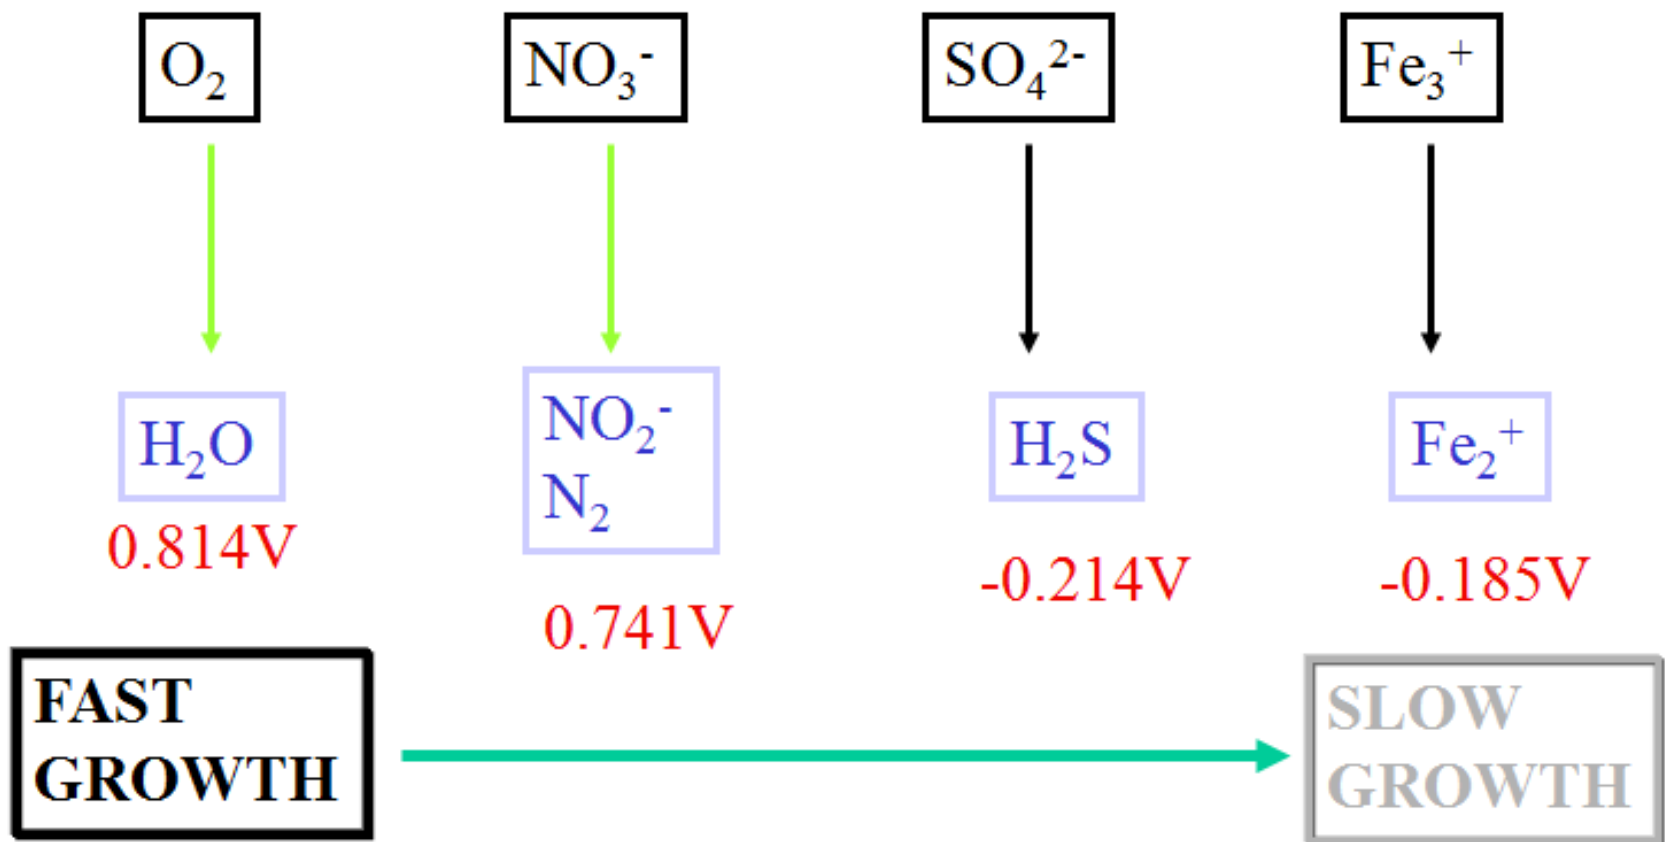 O₂ NO₃⁻ SO₄²⁻ Fe₃⁺
H₂O NO₂⁻ H₂S Fe₂⁺
N₂
0.814V 0.741V -0.214V -0.185V
FAST
GROWTH
SLOW
GROWTH